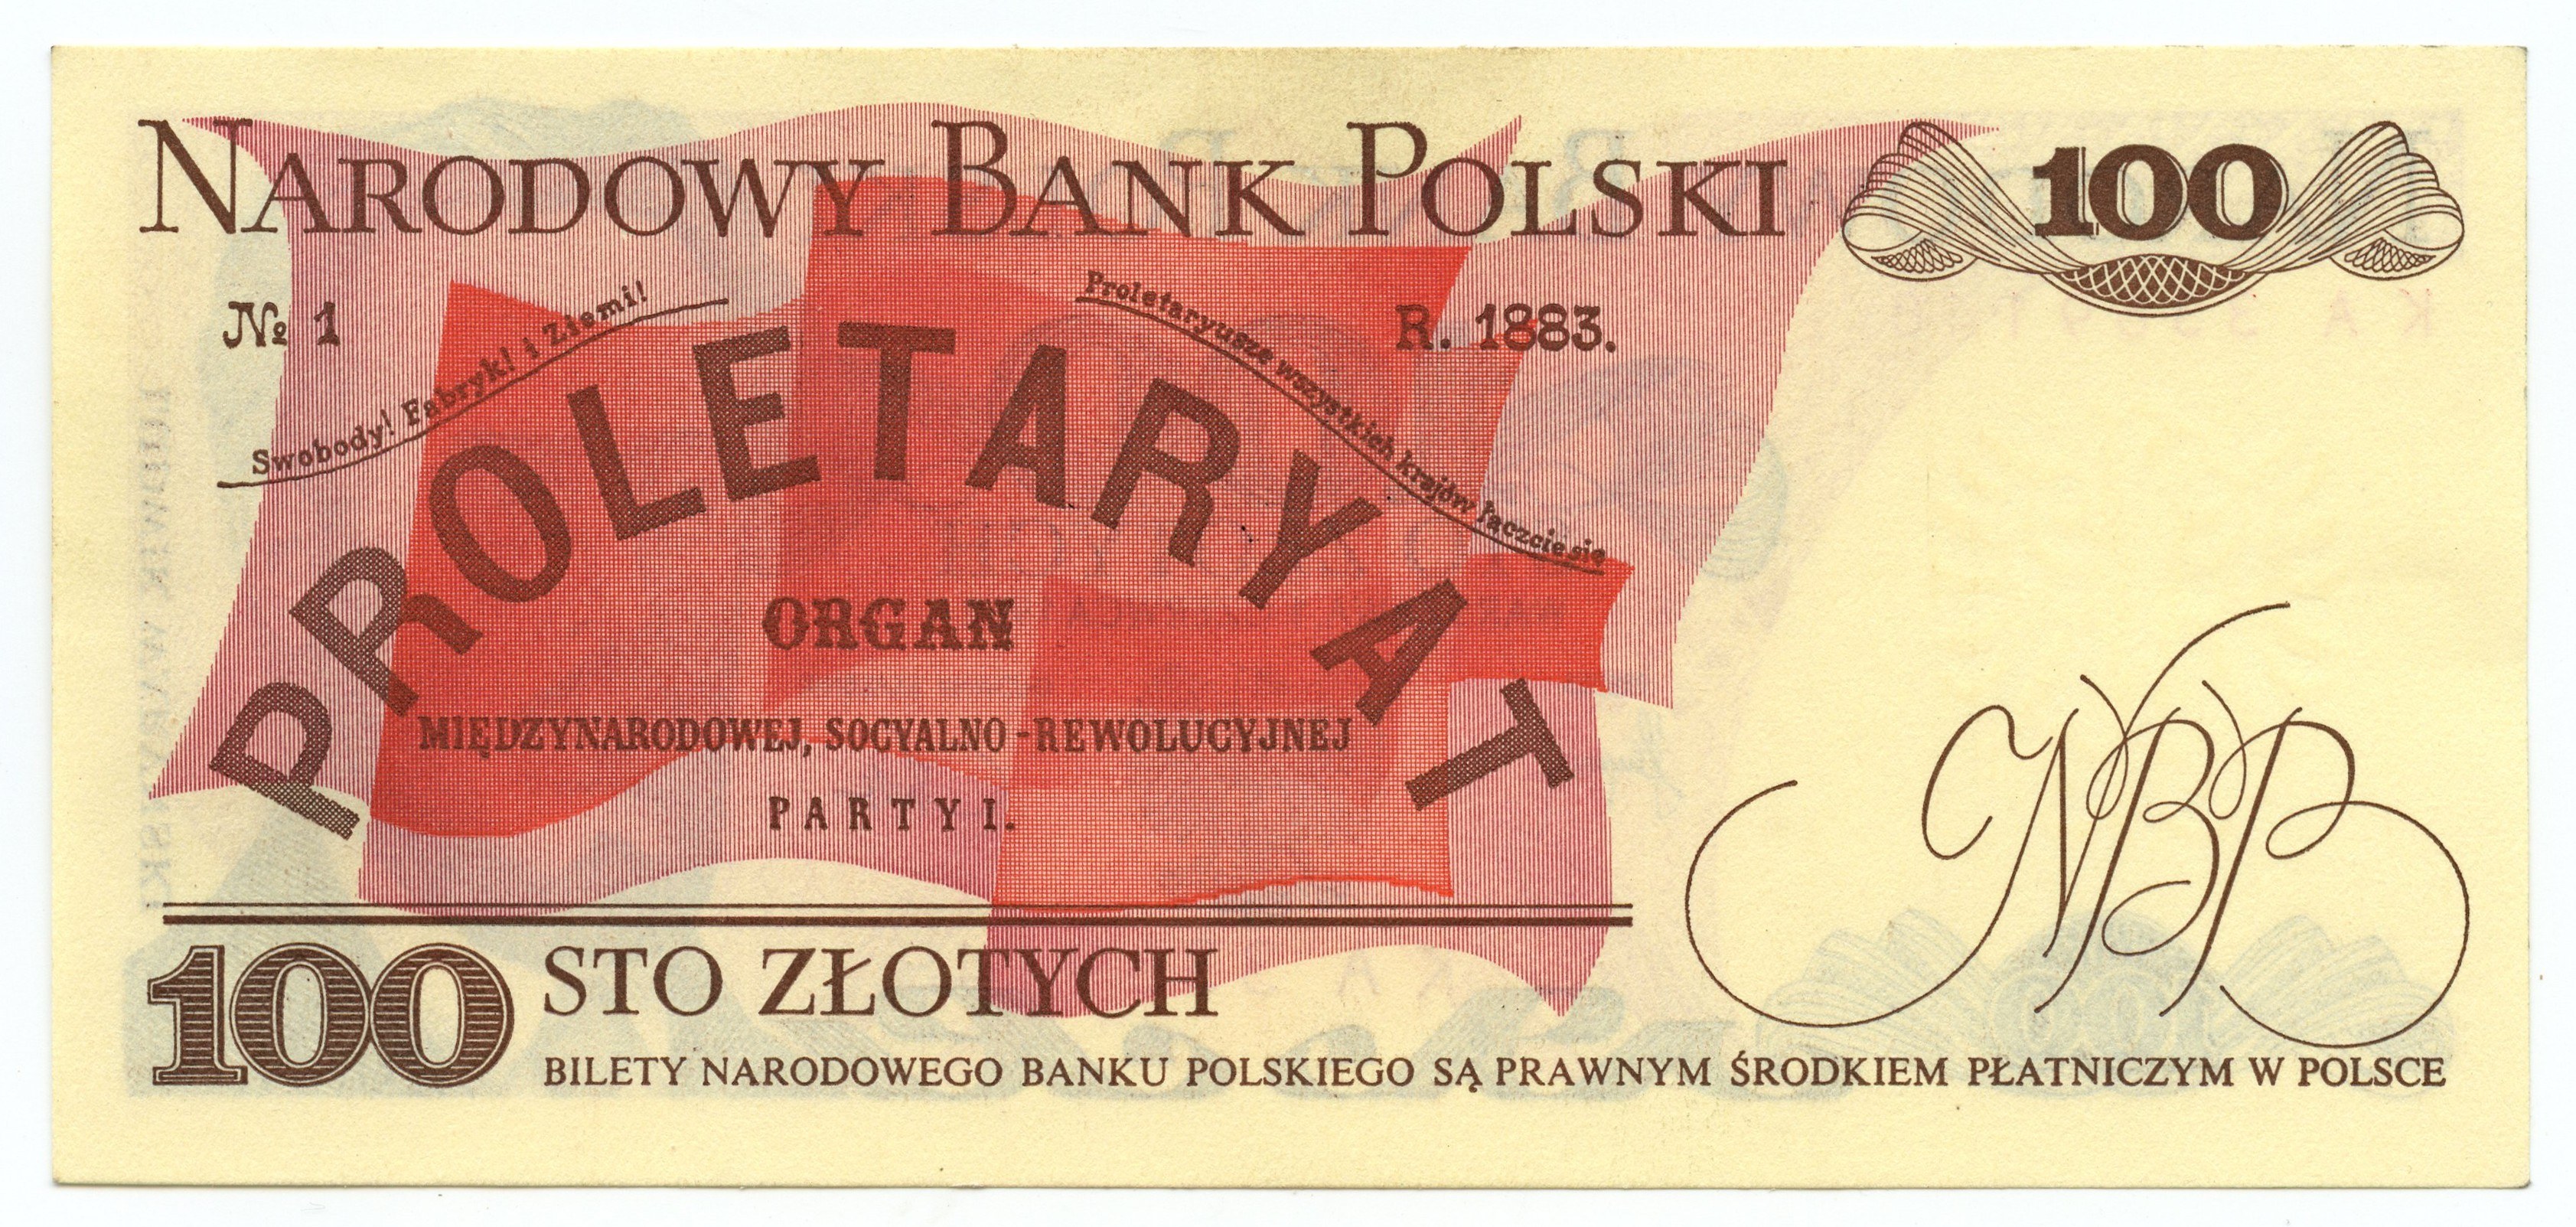 NARODOWY BANK POLSKI 100
№ 1
R. 1883.
Swobody! Fabryk! i Ziemi!
Proletaryusze wszystkich krajów łączcie się
PROLETARYAT
ORGAN
MIĘDZYNARODOWEJ, SOCYALNO-REWOLUCYJNEJ
PARTYI.
NBP
100 STO ZŁOTYCH
BILETY NARODOWEGO BANKU POLSKIEGO SĄ PRAWNYM ŚRODKIEM PŁATNICZYM W POLSCE